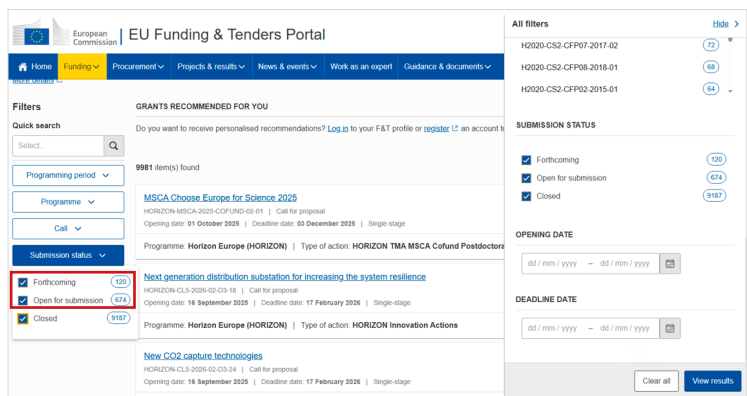 European
Commission
EU Funding & Tenders Portal
Home
Funding
Procurement
Projects & results
News & events
Work as an expert
Guidance & documents
More details
Filters
Quick search
Select...
Programming period
Programme
Call
Submission status
Forthcoming 120
Open for submission 674
Closed 9187
GRANTS RECOMMENDED FOR YOU
Do you want to receive personalised recommendations? Log in to your F&T profile or register an account t
9981 item(s) found
MSCA Choose Europe for Science 2025
HORIZON-MSCA-2025-COFUND-02-01 | Call for proposal
Opening date: 01 October 2025 | Deadline date: 03 December 2025 | Single-stage
Programme: Horizon Europe (HORIZON) | Type of action: HORIZON TMA MSCA Cofund Postdoctora
Next generation distribution substation for increasing the system resilience
HORIZON-CL5-2026-02-D3-18 | Call for proposal
Opening date: 16 September 2025 | Deadline date: 17 February 2026 | Single-stage
Programme: Horizon Europe (HORIZON) | Type of action: HORIZON Innovation Actions
New CO2 capture technologies
HORIZON-CL5-2026-02-D3-24 | Call for proposal
Opening date: 16 September 2025 | Deadline date: 17 February 2026 | Single-stage
All filters
Hide
H2020-CS2-CFP07-2017-02 72
H2020-CS2-CFP08-2018-01 68
H2020-CS2-CFP02-2015-01 64
SUBMISSION STATUS
Forthcoming 120
Open for submission 674
Closed 9187
OPENING DATE
dd / mm / yyyy – dd / mm / yyyy
DEADLINE DATE
dd / mm / yyyy – dd / mm / yyyy
Clear all
View results